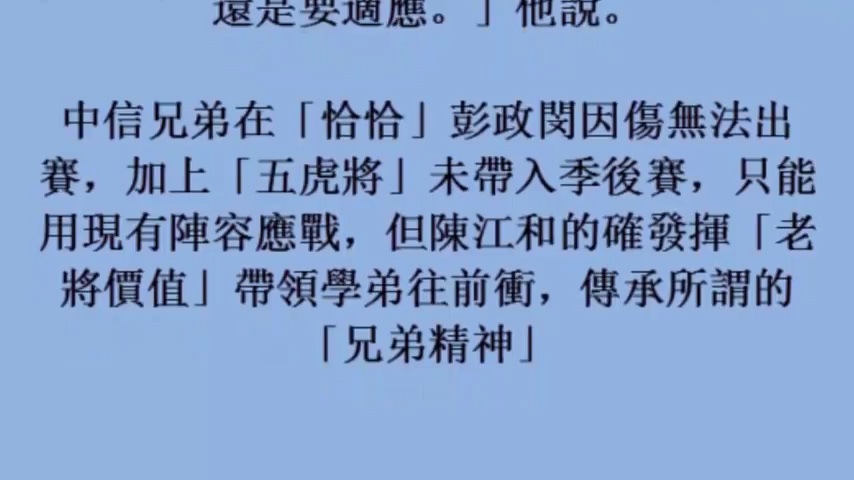 還是要適應。」他說。
中信兄弟在「恰恰」彭政閔因傷無法出
賽，加上「五虎將」未帶入季後賽，只能
用現有陣容應戰，但陳江和的確發揮「老
將價值」帶領學弟往前衝，傳承所謂的
「兄弟精神」